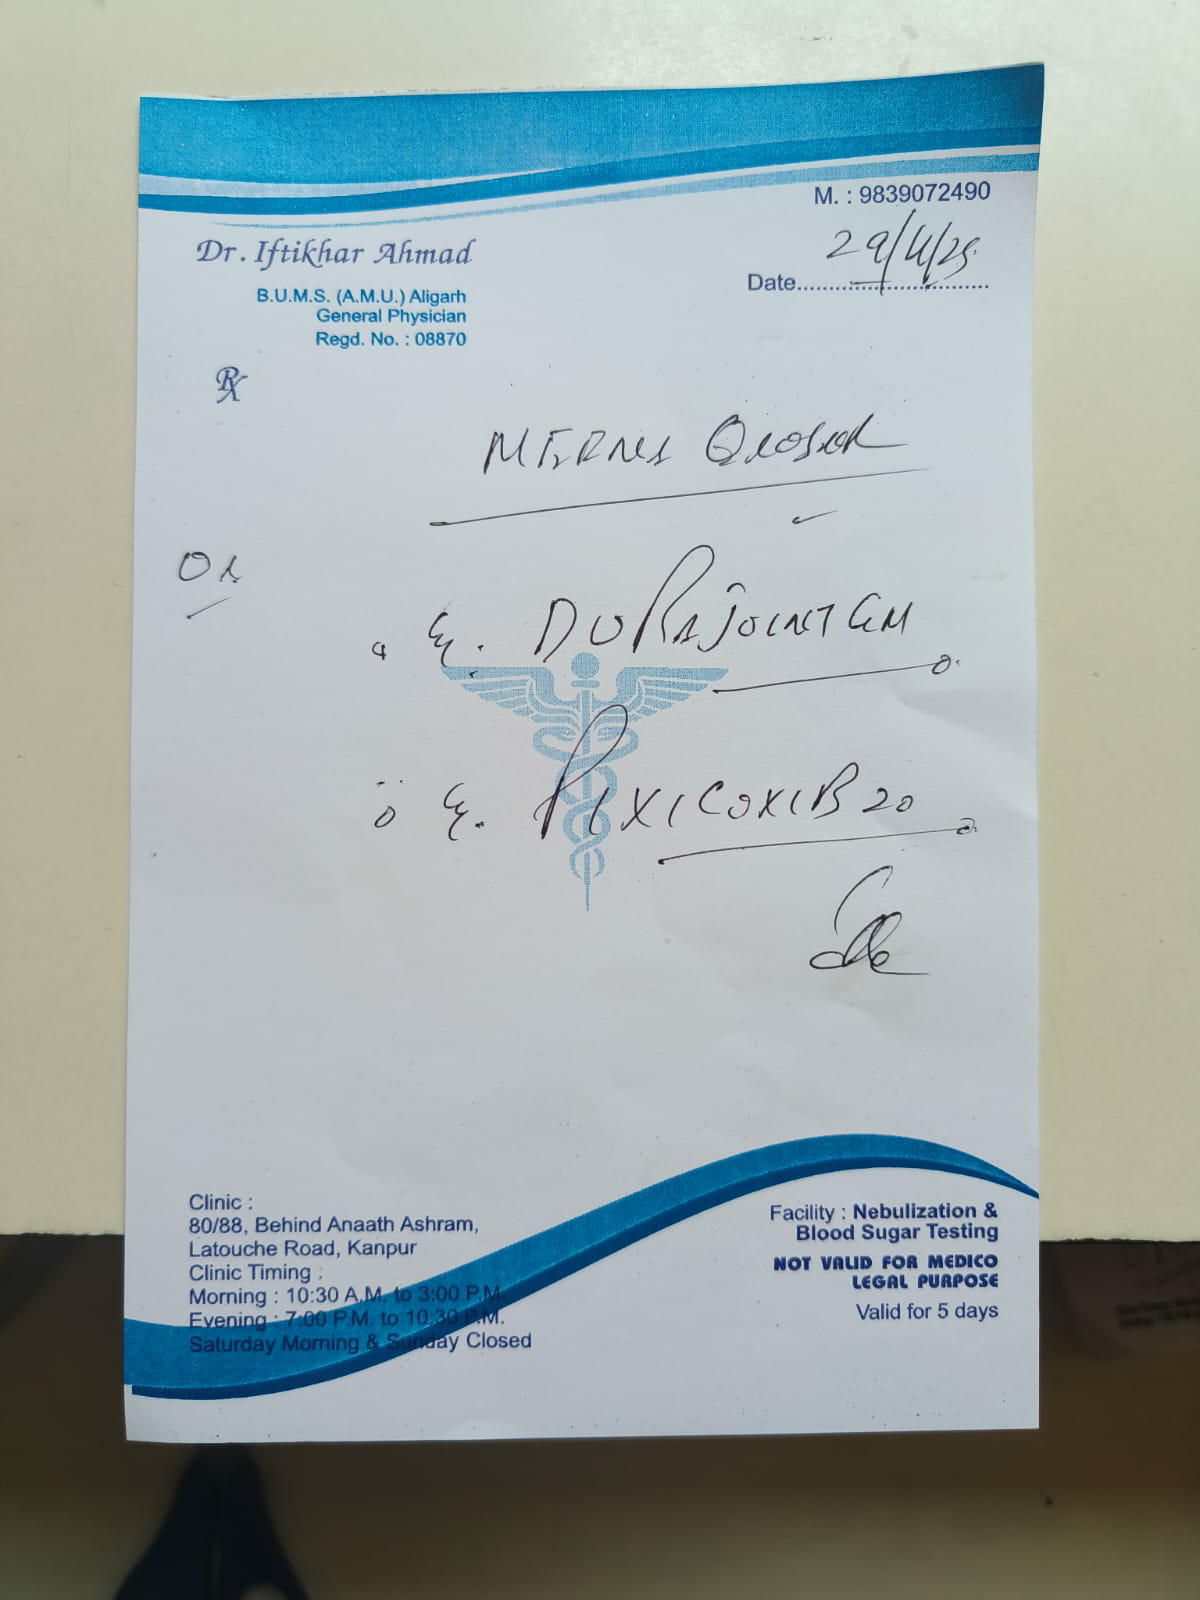 M. : 9839072490
Dr. Iftikhar Ahmad
29/4/25
Date
B.U.M.S. (A.M.U.) Aligarh
General Physician
Regd. No. : 08870
Rx
DURAJOINT GM
PIXICOXIB 20
Clinic :
80/88, Behind Anaath Ashram,
Latouche Road, Kanpur
Clinic Timing :
Morning : 10:30 A.M. to 3:00 P.M.
Evening : 7:00 P.M. to 10:30 P.M.
Saturday Morning & Sunday Closed
Facility : Nebulization &
Blood Sugar Testing
NOT VALID FOR MEDICO
LEGAL PURPOSE
Valid for 5 days